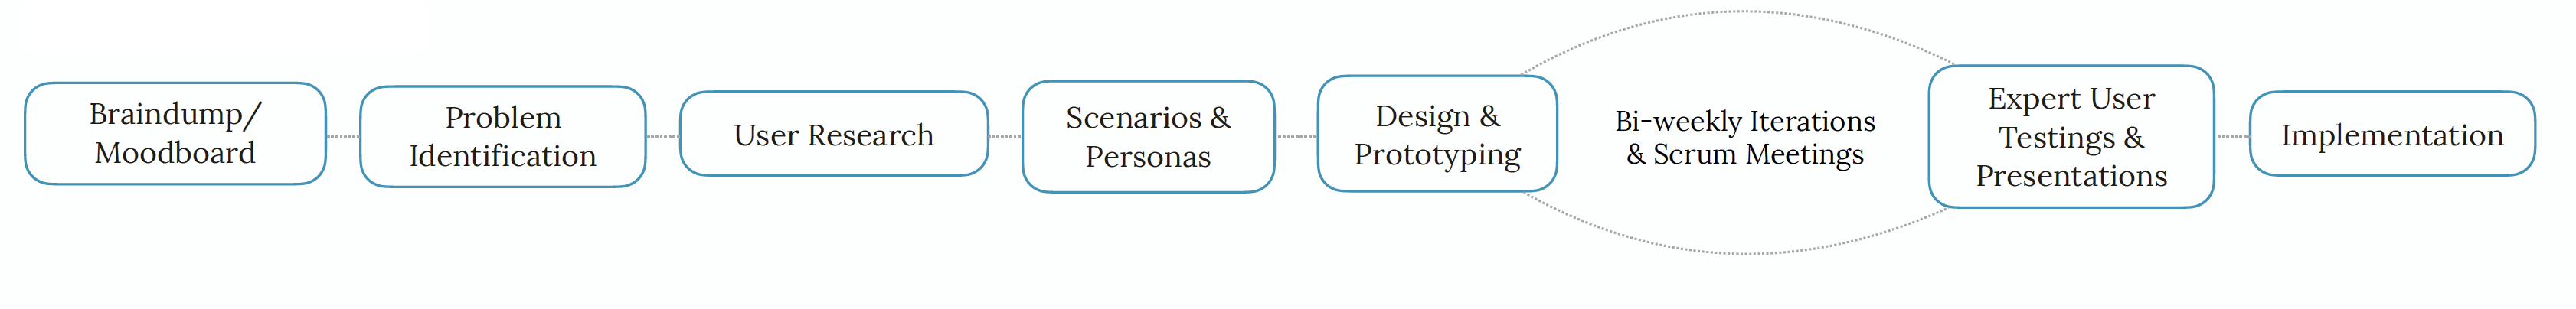 Braindump/
Moodboard
Problem
Identification
User Research
Scenarios &
Personas
Design &
Prototyping
Bi-weekly Iterations
& Scrum Meetings
Expert User
Testings &
Presentations
Implementation